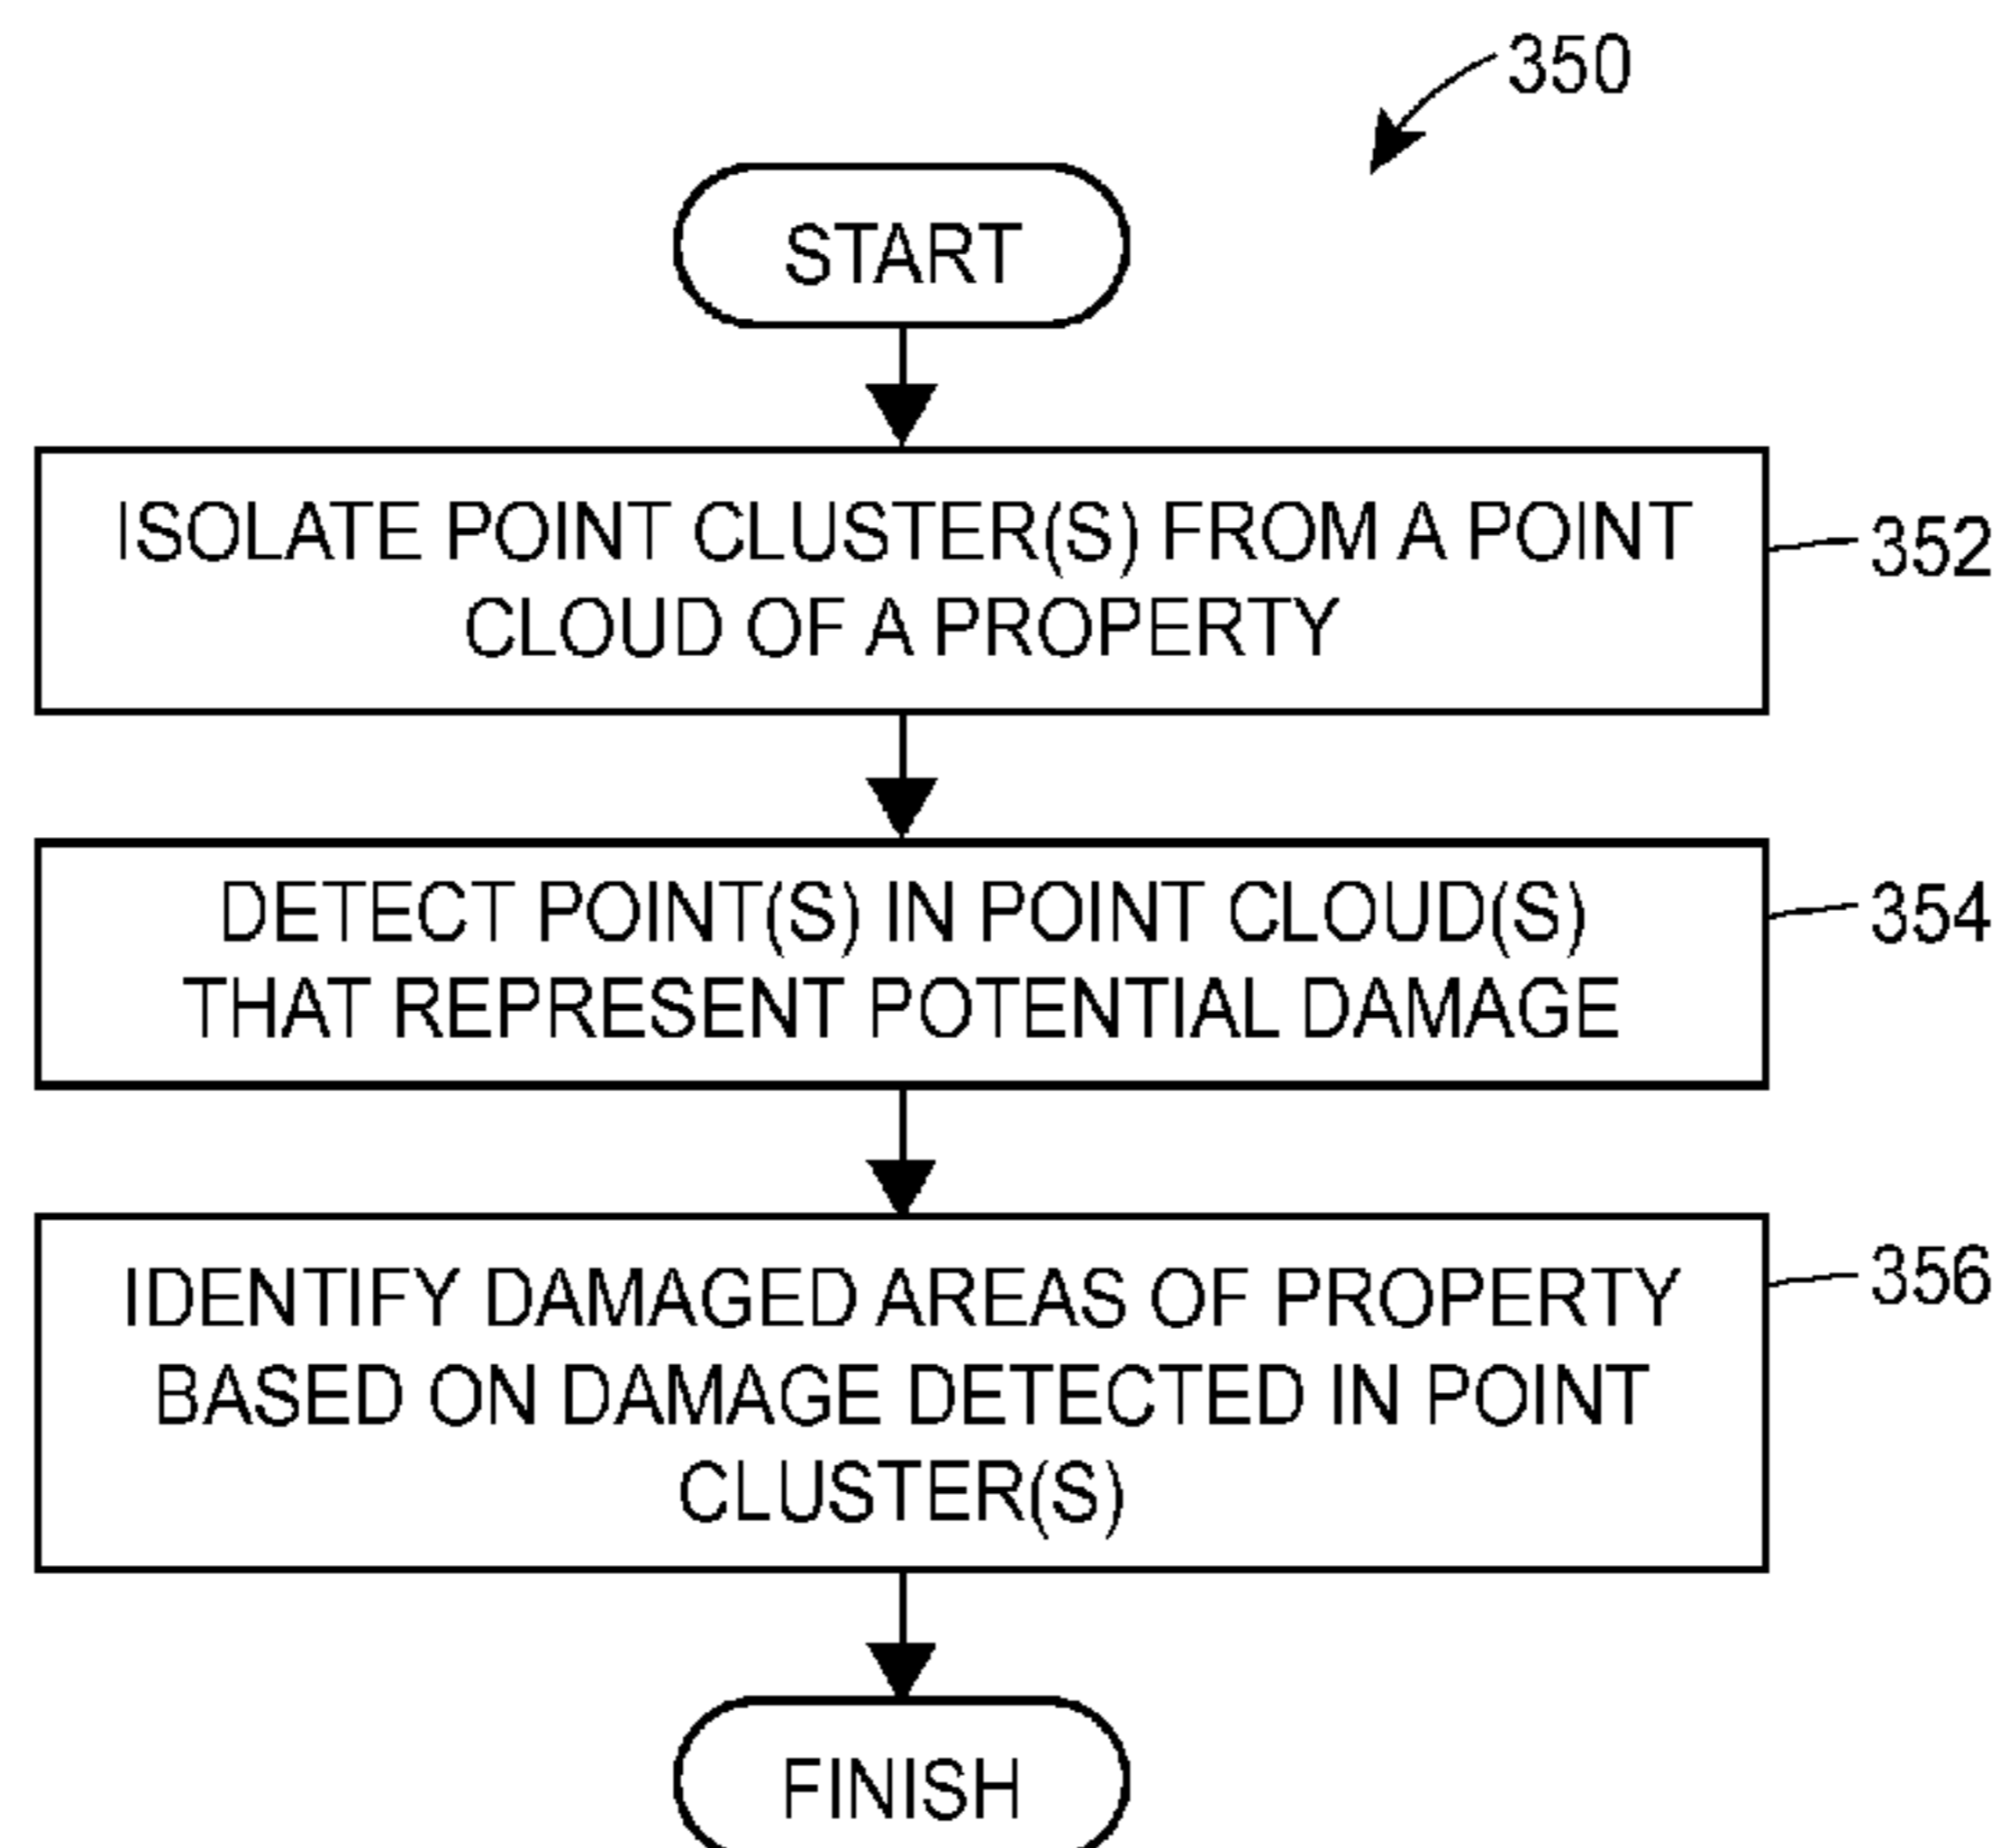 350
START
ISOLATE POINT CLUSTER(S) FROM A POINT
CLOUD OF A PROPERTY
352
DETECT POINT(S) IN POINT CLOUD(S)
THAT REPRESENT POTENTIAL DAMAGE
354
IDENTIFY DAMAGED AREAS OF PROPERTY
BASED ON DAMAGE DETECTED IN POINT
CLUSTER(S)
356
FINISH